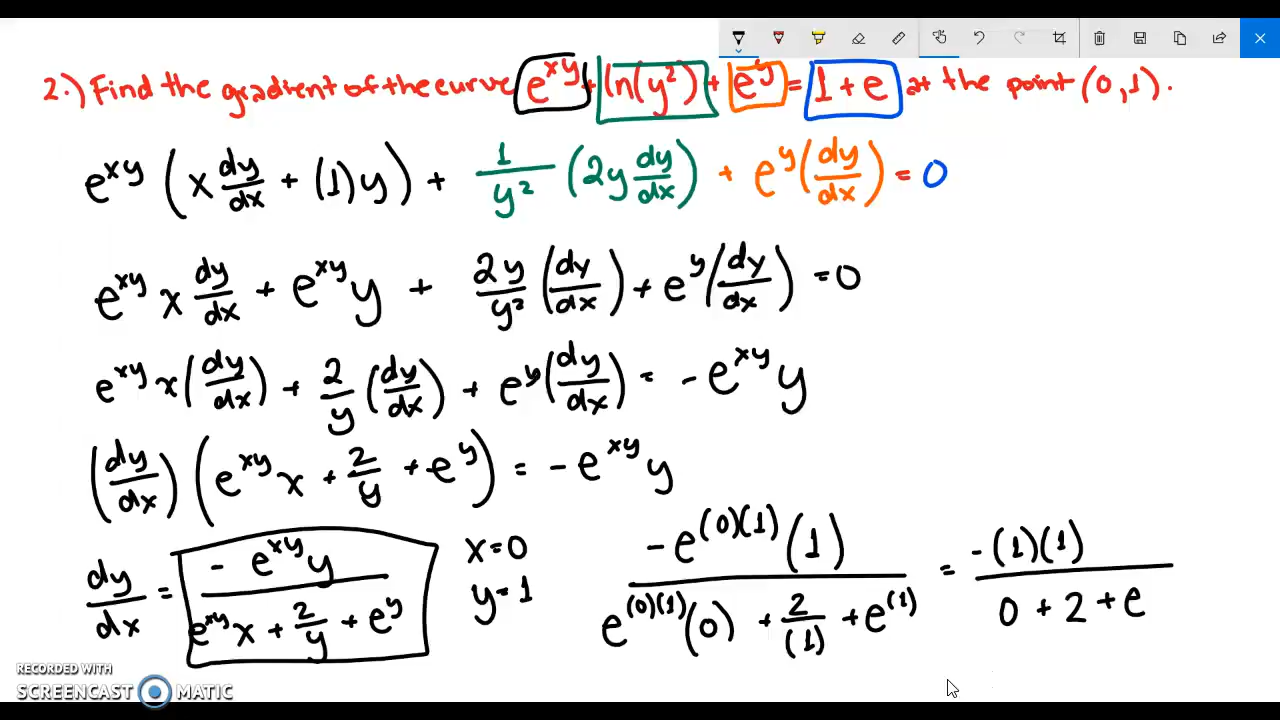 2.) Find the gradient of the curve e^xy + ln(y²) + e^y = 1 + e at the point (0,1).
e^xy (x dy/dx + (1)y) + 1/y² (2y dy/dx) + e^y (dy/dx) = 0
e^xy x dy/dx + e^xy y + 2y/y² (dy/dx) + e^y (dy/dx) = 0
e^xy x (dy/dx) + 2/y (dy/dx) + e^y (dy/dx) = - e^xy y
(dy/dx) (e^xy x + 2/y + e^y) = - e^xy y
dy/dx = (- e^xy y)/(e^xy x + 2/y + e^y)
x=0
y=1
(- e^(0)(1) (1))/(e^(0)(1) (0) + 2/(1) + e^(1)) = (- (1)(1))/(0 + 2 + e)
RECORDED WITH
SCREENCAST MATIC